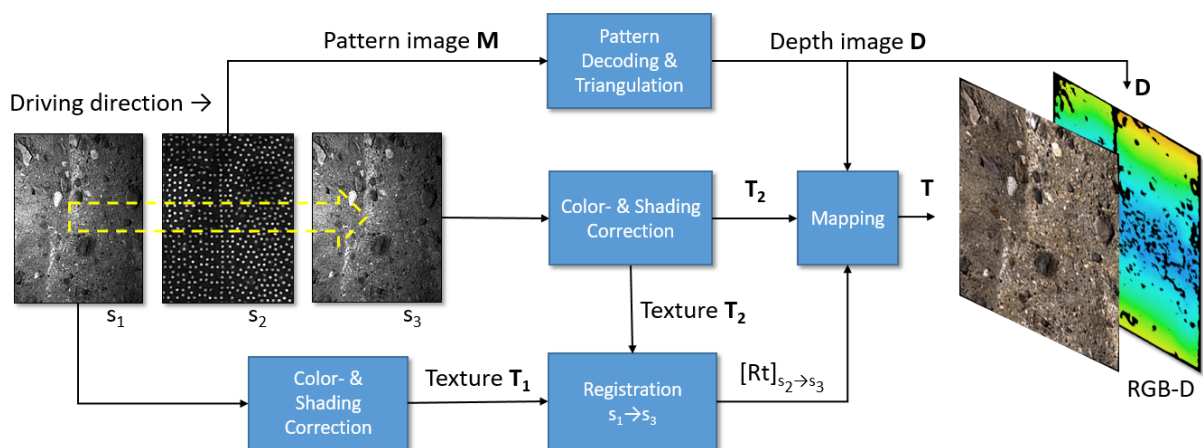 Pattern image M
Pattern
Decoding &
Triangulation
Depth image D
D
Driving direction →
s₁
s₂
s₃
Color- & Shading
Correction
T₂
Mapping
T
Texture T₂
Color- &
Shading
Correction
Texture T₁
Registration
s₁→s₃
[Rt]s₂→s₃
RGB-D